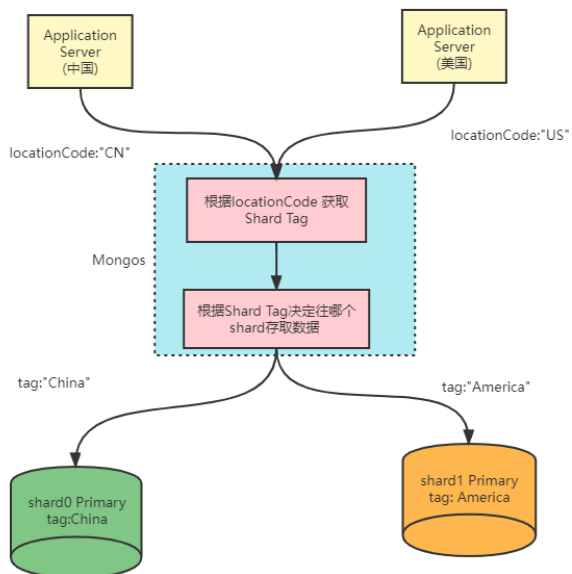 Application
Server
(中国)
Application
Server
(美国)
locationCode:"CN"
locationCode:"US"
根据locationCode 获取
Shard Tag
Mongos
根据Shard Tag决定往哪个
shard存取数据
tag:"China"
tag:"America"
shard0 Primary
tag:China
shard1 Primary
tag: America